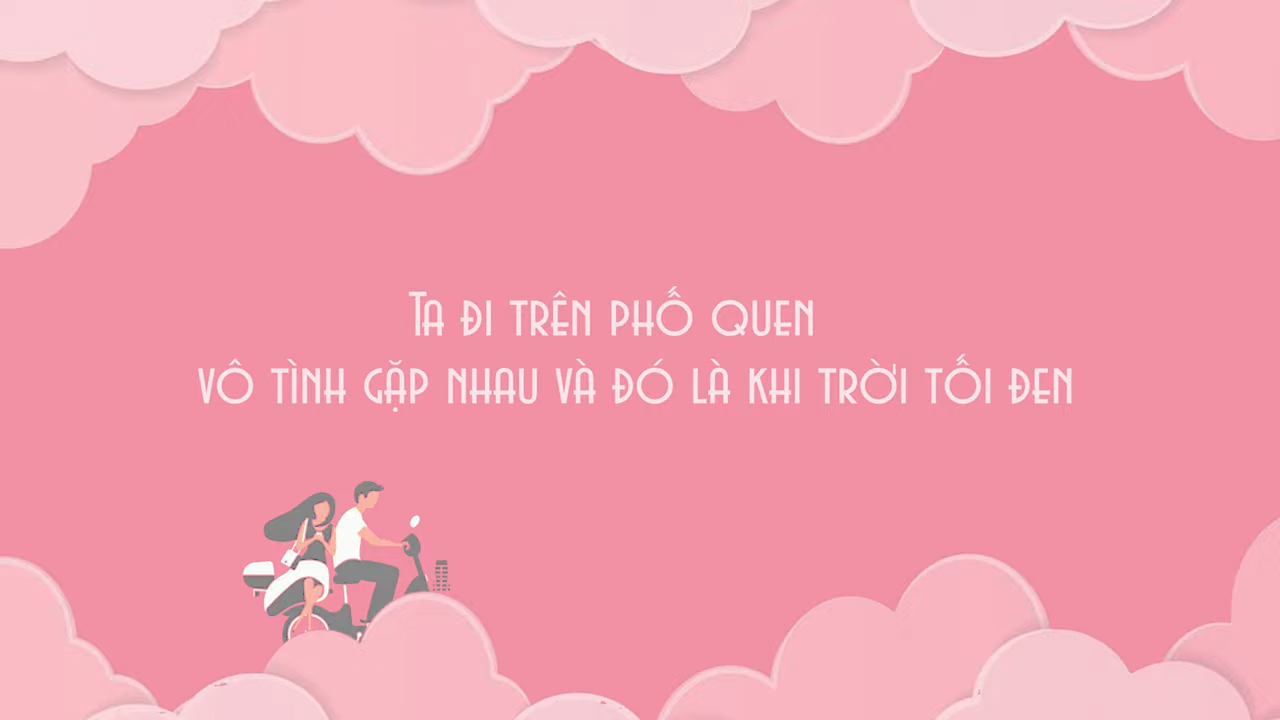 Ta đi trên phố quen
vô tình gặp nhau và đó là khi trời tối đen